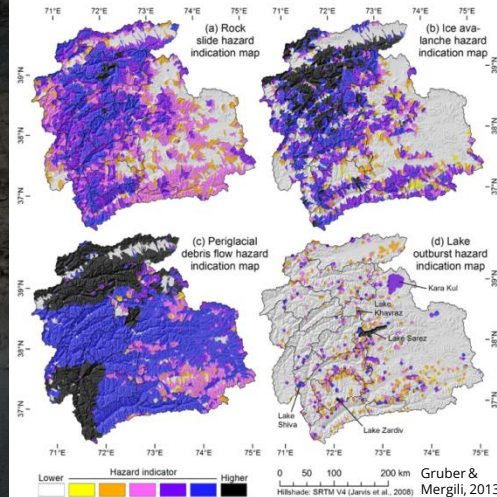 71°E 72°E 73°E 74°E 75°E 71°E 72°E 73°E 74°E 75°E
(a) Rock
slide hazard
indication map
(b) Ice ava-
lanche hazard
indication map
39°N
38°N
37°N
39°N
38°N
37°N
(c) Periglacial
debris flow hazard
indication map
(d) Lake
outburst hazard
indication map
39°N
38°N
37°N
39°N
38°N
37°N
Kara Kul
Lake
Khavraz
Lake Sarez
Lake
Shiva
Lake Zardiv
71°E 72°E 73°E 74°E 75°E 71°E 72°E 73°E 74°E 75°E
Lower Hazard indicator Higher
0 50 100 200 km
Hillshade: SRTM V4 (Jarvis et al., 2008)
Gruber &
Mergili, 2013